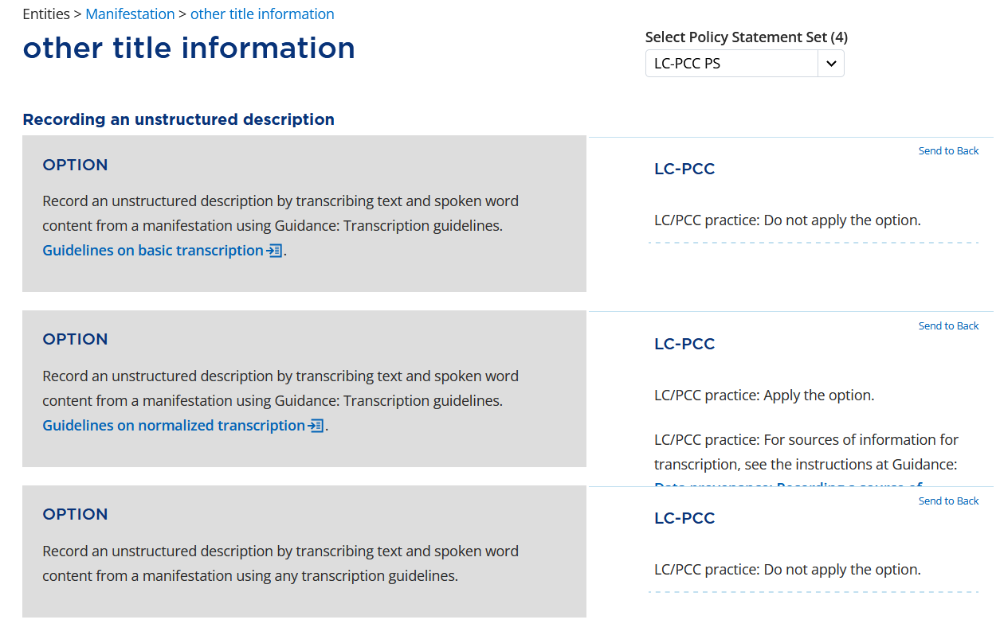 Entities > Manifestation > other title information
other title information
Select Policy Statement Set (4)
LC-PCC PS
Recording an unstructured description
OPTION
Record an unstructured description by transcribing text and spoken word
content from a manifestation using Guidance: Transcription guidelines.
Guidelines on basic transcription.
Send to Back
LC-PCC
LC/PCC practice: Do not apply the option.
OPTION
Record an unstructured description by transcribing text and spoken word
content from a manifestation using Guidance: Transcription guidelines.
Guidelines on normalized transcription.
Send to Back
LC-PCC
LC/PCC practice: Apply the option.
LC/PCC practice: For sources of information for
transcription, see the instructions at Guidance:
Data provenance: Recording a source of
OPTION
Record an unstructured description by transcribing text and spoken word
content from a manifestation using any transcription guidelines.
Send to Back
LC-PCC
LC/PCC practice: Do not apply the option.